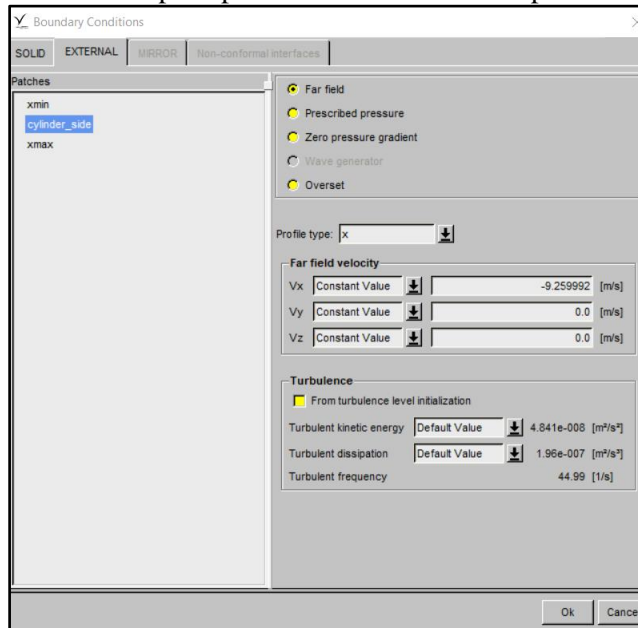 Boundary Conditions
SOLID EXTERNAL MIRROR Non-conformal interfaces
Patches
xmin
cylinder_side
xmax
Far field
Prescribed pressure
Zero pressure gradient
Wave generator
Overset
Profile type: x
Far field velocity
Vx Constant Value -9.259992 [m/s]
Vy Constant Value 0.0 [m/s]
Vz Constant Value 0.0 [m/s]
Turbulence
From turbulence level initialization
Turbulent kinetic energy Default Value 4.841e-008 [m²/s²]
Turbulent dissipation Default Value 1.96e-007 [m²/s³]
Turbulent frequency 44.99 [1/s]
Ok Cance